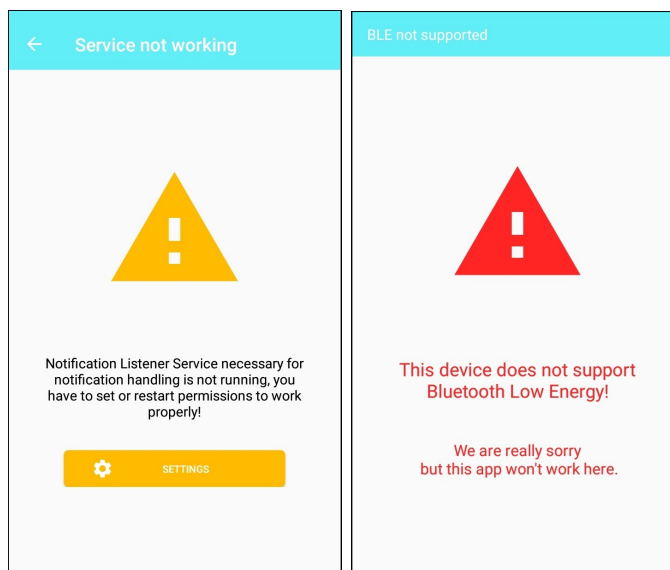 Service not working
Notification Listener Service necessary for
notification handling is not running, you
have to set or restart permissions to work
properly!
SETTINGS
BLE not supported
This device does not support
Bluetooth Low Energy!
We are really sorry
but this app won't work here.